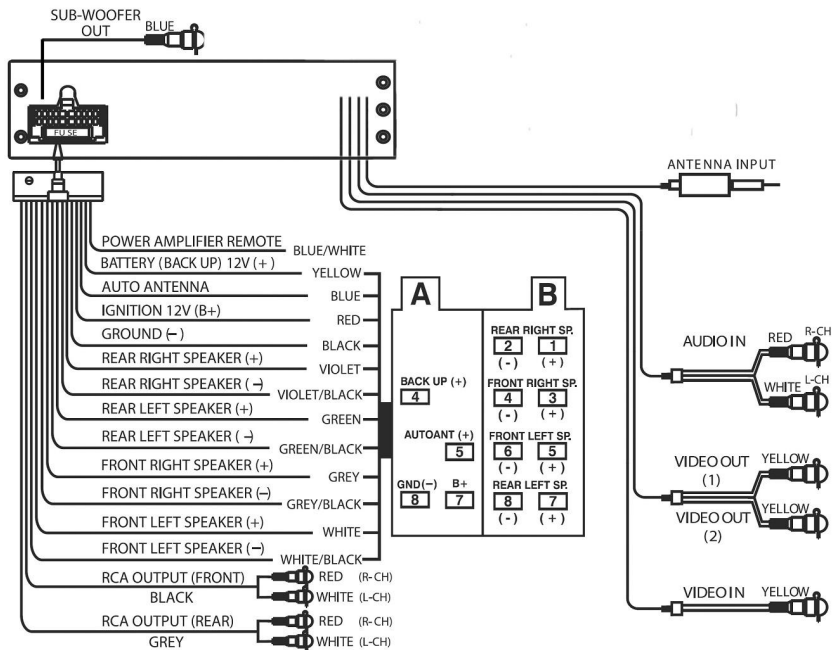 SUB-WOOFER
OUT
BLUE
FU SE
ANTENNA INPUT
POWER AMPLIFIER REMOTE BLUE/WHITE
BATTERY (BACK UP) 12V (+) YELLOW
AUTO ANTENNA BLUE
IGNITION 12V (B+) RED
GROUND (−) BLACK
REAR RIGHT SPEAKER (+) VIOLET
REAR RIGHT SPEAKER (−) VIOLET/BLACK
REAR LEFT SPEAKER (+) GREEN
REAR LEFT SPEAKER (−) GREEN/BLACK
FRONT RIGHT SPEAKER (+) GREY
FRONT RIGHT SPEAKER (−) GREY/BLACK
FRONT LEFT SPEAKER (+) WHITE
FRONT LEFT SPEAKER (−) WHITE/BLACK
RCA OUTPUT (FRONT) RED (R-CH)
BLACK WHITE (L-CH)
RCA OUTPUT (REAR) RED (R-CH)
GREY WHITE (L-CH)
A
BACK UP (+)
4
AUTOANT (+)
5
GND(−) B+
8 7
B
REAR RIGHT SP.
2 1
(-) (+)
FRONT RIGHT SP.
4 3
(-) (+)
FRONT LEFT SP.
6 5
(-) (+)
REAR LEFT SP.
8 7
(-) (+)
AUDIO IN RED R-CH
WHITE L-CH
VIDEO OUT YELLOW
(1)
VIDEO OUT YELLOW
(2)
VIDEO IN YELLOW